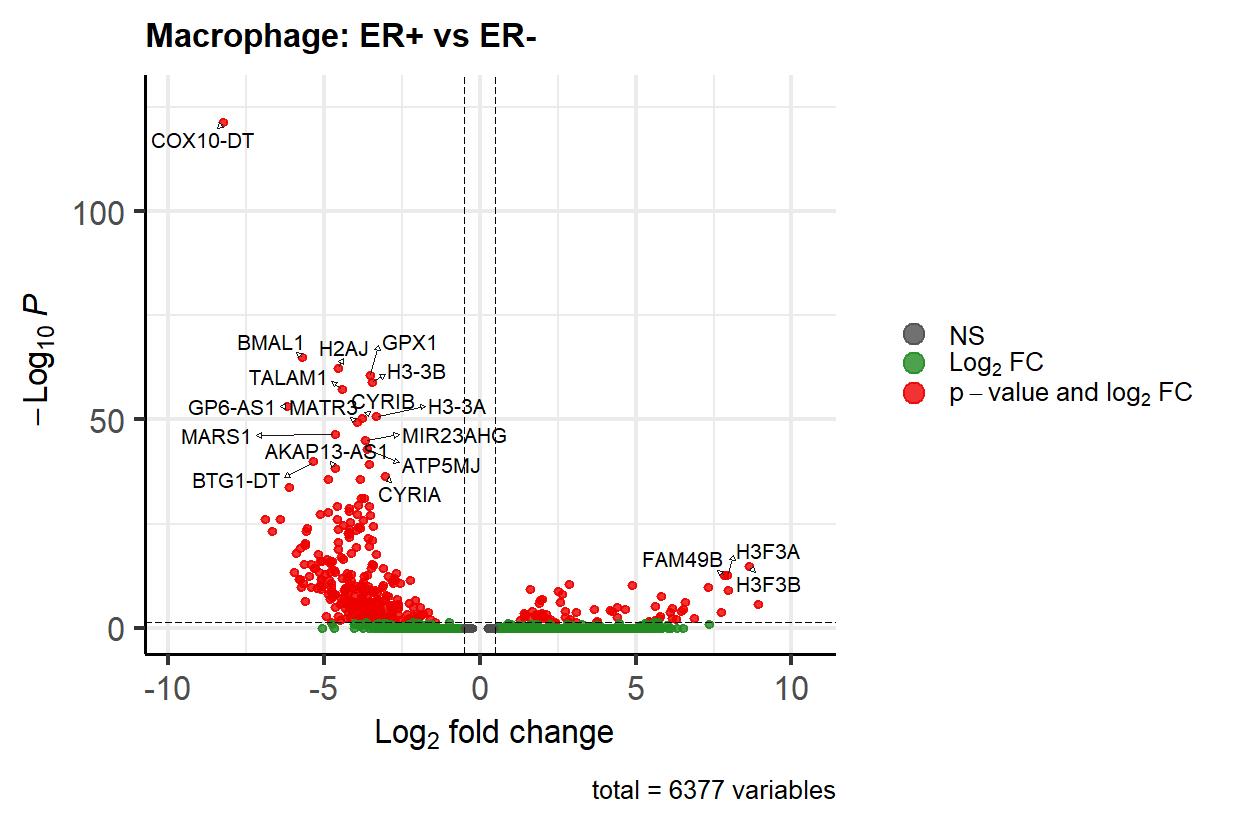 Macrophage: ER+ vs ER-
COX10-DT
BMAL1
H2AJ
GPX1
TALAM1
H3-3B
GP6-AS1
MATR3
CYRIB
H3-3A
MARS1
MIR23AHG
AKAP13-AS1
ATP5MJ
BTG1-DT
CYRIA
FAM49B
H3F3A
H3F3B
100
50
0
−Log10 P
-10
-5
0
5
10
Log2 fold change
NS
Log2 FC
p − value and log2 FC
total = 6377 variables